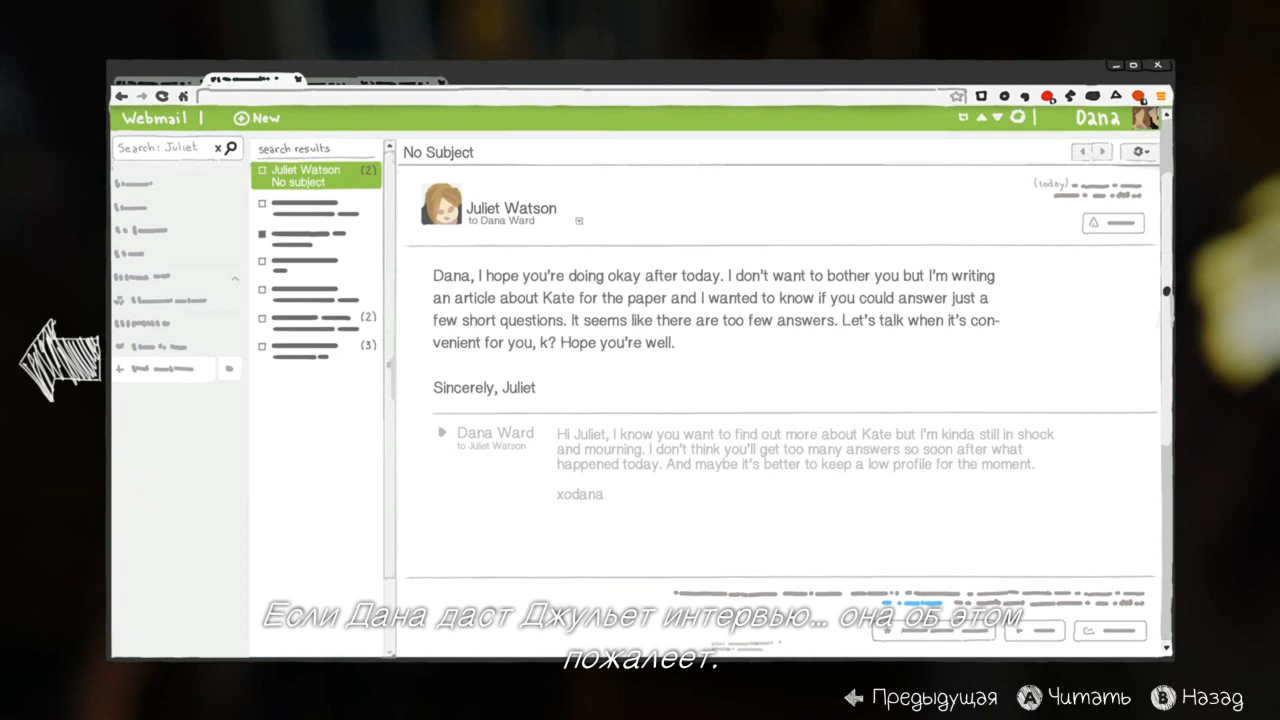 Webmail | New Dana
Search: Juliet x
search results
Juliet Watson (2)
No subject
(2)
(3)
No Subject
(today)
Juliet Watson
to Dana Ward
Dana, I hope you're doing okay after today. I don't want to bother you but I'm writing
an article about Kate for the paper and I wanted to know if you could answer just a
few short questions. It seems like there are too few answers. Let's talk when it's con-
venient for you, k? Hope you're well.
Sincerely, Juliet
Dana Ward
to Juliet Watson
Hi Juliet, I know you want to find out more about Kate but I'm kinda still in shock
and mourning. I don't think you'll get too many answers so soon after what
happened today. And maybe it's better to keep a low profile for the moment.
xodana
Если Дана даст Джульет интервью... она об этом
пожалеет.
Предыдущая A Читать B Назад